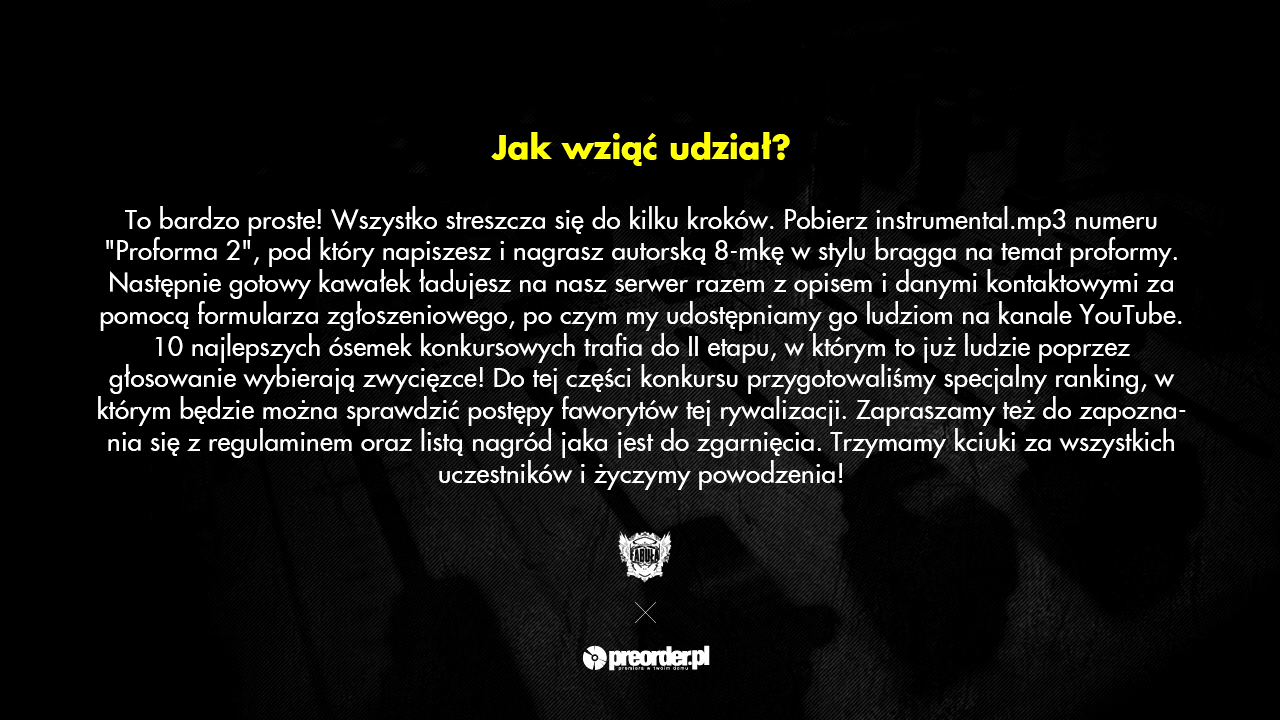 Jak wziąć udział?
To bardzo proste! Wszystko streszcza się do kilku kroków. Pobierz instrumental.mp3 numeru
"Proforma 2", pod który napiszesz i nagrasz autorską 8-mkę w stylu bragga na temat proformy.
Następnie gotowy kawałek ładujesz na nasz serwer razem z opisem i danymi kontaktowymi za
pomocą formularza zgłoszeniowego, po czym my udostępniamy go ludziom na kanale YouTube.
10 najlepszych ósemek konkursowych trafia do II etapu, w którym to już ludzie poprzez
głosowanie wybierają zwycięzce! Do tej części konkursu przygotowaliśmy specjalny ranking, w
którym będzie można sprawdzić postępy faworytów tej rywalizacji. Zapraszamy też do zapozna-
nia się z regulaminem oraz listą nagród jaka jest do zgarnięcia. Trzymamy kciuki za wszystkich
uczestników i życzymy powodzenia!
FABUŁA
preorder.pl
premiera w twoim domu